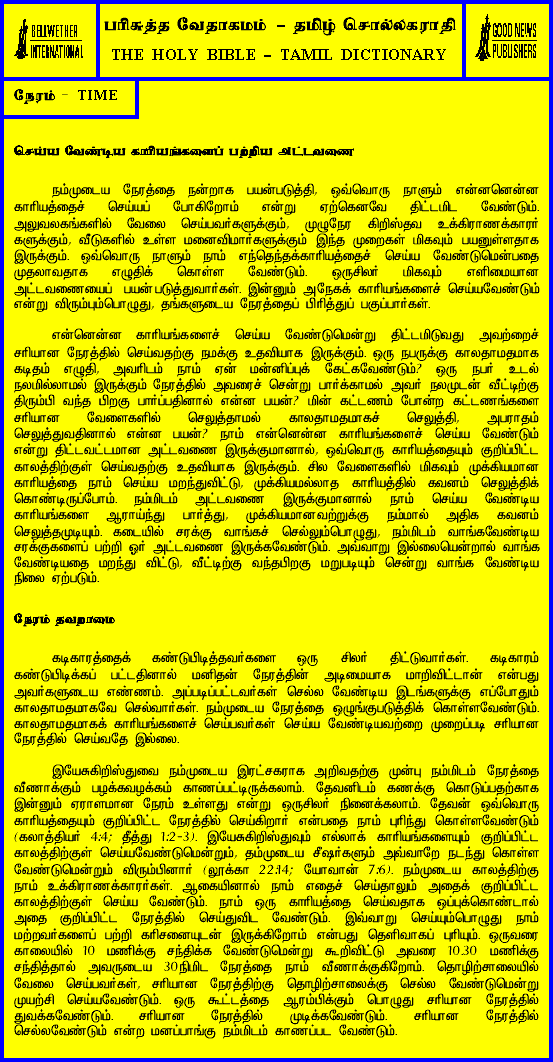 BELLWETHER
INTERNATIONAL
பரிசுத்த வேதாகமம் - தமிழ் சொல்லகராதி
THE HOLY BIBLE - TAMIL DICTIONARY
GOOD NEWS
PUBLISHERS
நேரம் - TIME
செய்ய வேண்டிய காரியங்களைப் பற்றிய அட்டவணை
நம்முடைய நேரத்தை நன்றாக பயன்படுத்தி, ஒவ்வொரு நாளும் என்னனென்ன
காரியத்தைச் செய்யப் போகிறோம் என்று ஏற்கெனவே திட்டமிட வேண்டும்.
அலுவலகங்களில் வேலை செய்பவர்களுக்கும், முழுநேர கிறிஸ்தவ உக்கிராணக்காரர்
களுக்கும், வீடுகளில் உள்ள மனைவிமார்களுக்கும் இந்த முறைகள் மிகவும் பயனுள்ளதாக
இருக்கும். ஒவ்வொரு நாளும் நாம் எந்தெந்தக்காரியத்தைச் செய்ய வேண்டுமென்பதை
முதலாவதாக எழுதிக் கொள்ள வேண்டும். ஒருசிலர் மிகவும் எளிமையான
அட்டவணையைப் பயன்படுத்துவார்கள். இன்னும் அநேகக் காரியங்களைச் செய்யவேண்டும்
என்று விரும்பும்பொழுது, தங்களுடைய நேரத்தைப் பிரித்துப் பகுப்பார்கள்.
என்னென்ன காரியங்களைச் செய்ய வேண்டுமென்று திட்டமிடுவது அவற்றைச்
சரியான நேரத்தில் செய்வதற்கு நமக்கு உதவியாக இருக்கும். ஒரு நபருக்கு காலதாமதமாக
கடிதம் எழுதி, அவரிடம் நாம் ஏன் மன்னிப்புக் கேட்கவேண்டும்? ஒரு நபர் உடல்
நலமில்லாமல் இருக்கும் நேரத்தில் அவரைச் சென்று பார்க்காமல் அவர் நலமுடன் வீட்டிற்கு
திரும்பி வந்த பிறகு பார்ப்பதினால் என்ன பயன்? மின் கட்டணம் போன்ற கட்டணங்களை
சரியான வேளைகளில் செலுத்தாமல் காலதாமதமாகச் செலுத்தி, அபராதம்
செலுத்துவதினால் என்ன பயன்? நாம் என்னென்ன காரியங்களைச் செய்ய வேண்டும்
என்று திட்டவட்டமான அட்டவணை இருக்குமானால், ஒவ்வொரு காரியத்தையும் குறிப்பிட்ட
காலத்திற்குள் செய்வதற்கு உதவியாக இருக்கும். சில வேளைகளில் மிகவும் முக்கியமான
காரியத்தை நாம் செய்ய மறந்துவிட்டு, முக்கியமல்லாத காரியத்தில் கவனம் செலுத்திக்
கொண்டிருப்போம். நம்மிடம் அட்டவணை இருக்குமானால் நாம் செய்ய வேண்டிய
காரியங்களை ஆராய்ந்து பார்த்து, முக்கியமானவற்றுக்கு நம்மால் அதிக கவனம்
செலுத்தமுடியும். கடையில் சரக்கு வாங்கச் செல்லும்பொழுது, நம்மிடம் வாங்கவேண்டிய
சரக்குகளைப் பற்றி ஓர் அட்டவணை இருக்கவேண்டும். அவ்வாறு இல்லையென்றால் வாங்க
வேண்டியதை மறந்து விட்டு, வீட்டிற்கு வந்தபிறகு மறுபடியும் சென்று வாங்க வேண்டிய
நிலை ஏற்படும்.
நேரம் தவறாமை
கடிகாரத்தைக் கண்டுபிடித்தவர்களை ஒரு சிலர் திட்டுவார்கள். கடிகாரம்
கண்டுபிடிக்கப் பட்டதினால் மனிதன் நேரத்தின் அடிமையாக மாறிவிட்டான் என்பது
அவர்களுடைய எண்ணம். அப்படிப்பட்டவர்கள் செல்ல வேண்டிய இடங்களுக்கு எப்போதும்
காலதாமதமாகவே செல்வார்கள். நம்முடைய நேரத்தை ஒழுங்குபடுத்திக் கொள்ளவேண்டும்.
காலதாமதமாகக் காரியங்களைச் செய்பவர்கள் செய்ய வேண்டியவற்றை முறைப்படி சரியான
நேரத்தில் செய்வதே இல்லை.
இயேசுகிறிஸ்துவை நம்முடைய இரட்சகராக அறிவதற்கு முன்பு நம்மிடம் நேரத்தை
வீணாக்கும் பழக்கவழக்கம் காணப்பட்டிருக்கலாம். தேவனிடம் கணக்கு கொடுப்பதற்காக
இன்னும் ஏராளமான நேரம் உள்ளது என்று ஒருசிலர் நினைக்கலாம். தேவன் ஒவ்வொரு
காரியத்தையும் குறிப்பிட்ட நேரத்தில் செய்கிறார் என்பதை நாம் புரிந்து கொள்ளவேண்டும்
(கலாத்தியர் 4:4; தீத்து 1:2-3). இயேசுகிறிஸ்துவும் எல்லாக் காரியங்களையும் குறிப்பிட்ட
காலத்திற்குள் செய்யவேண்டுமென்றும், தம்முடைய சீஷர்களும் அவ்வாறே நடந்து கொள்ள
வேண்டுமென்றும் விரும்பினார் (லூக்கா 22:14; யோவான் 7:6). நம்முடைய காலத்திற்கு
நாம் உக்கிராணக்காரர்கள். ஆகையினால் நாம் எதைச் செய்தாலும் அதைக் குறிப்பிட்ட
காலத்திற்குள் செய்ய வேண்டும். நாம் ஒரு காரியத்தை செய்வதாக ஒப்புக்கொண்டால்
அதை குறிப்பிட்ட நேரத்தில் செய்துவிட வேண்டும். இவ்வாறு செய்யும்பொழுது நாம்
மற்றவர்களைப் பற்றி கரிசனையுடன் இருக்கிறோம் என்பது தெளிவாகப் புரியும். ஒருவரை
காலையில் 10 மணிக்கு சந்திக்க வேண்டுமென்று கூறிவிட்டு அவரை 10.30 மணிக்கு
சந்தித்தால் அவருடைய 30நிமிட நேரத்தை நாம் வீணாக்குகிறோம். தொழிற்சாலையில்
வேலை செய்பவர்கள், சரியான நேரத்திற்கு தொழிற்சாலைக்கு செல்ல வேண்டுமென்று
முயற்சி செய்யவேண்டும். ஒரு கூட்டத்தை ஆரம்பிக்கும் பொழுது சரியான நேரத்தில்
துவக்கவேண்டும். சரியான நேரத்தில் முடிக்கவேண்டும். சரியான நேரத்தில்
செல்லவேண்டும் என்ற மனப்பாங்கு நம்மிடம் காணப்பட வேண்டும்.